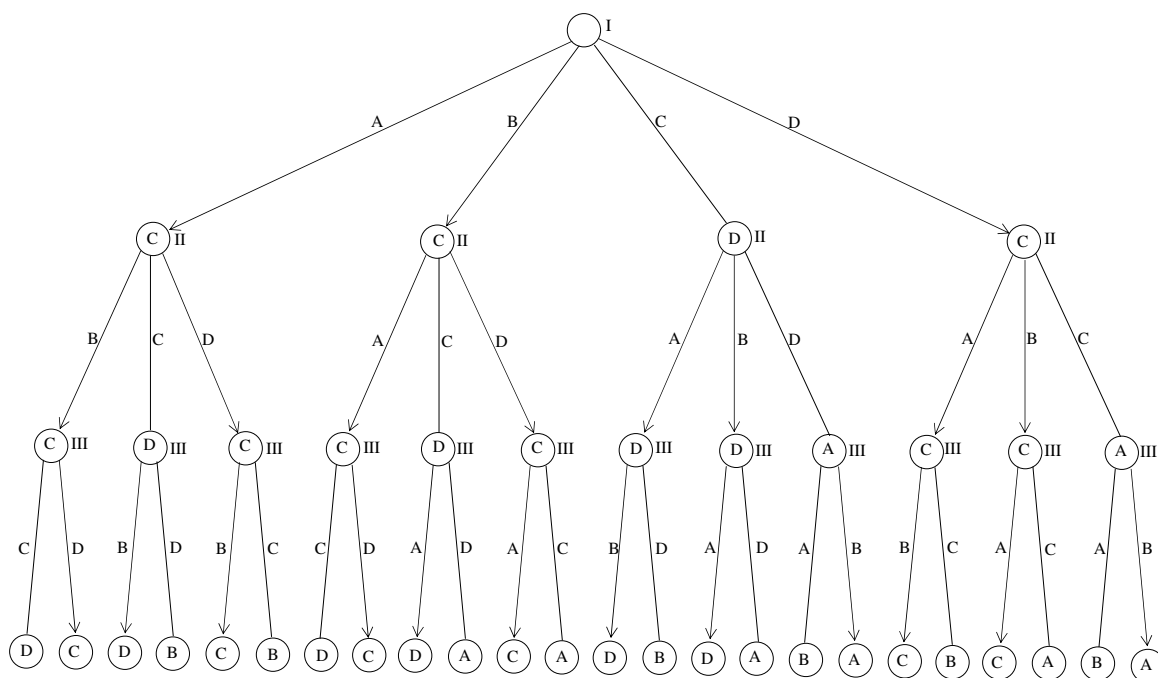 I
A B C D
C II C II D II C II
B C D A C D A B D A B C
C III D III C III C III D III C III D III D III A III C III C III A III
C D B D B C C D A D A C B D A D A B B C A C A B
D C D B C B D C D A C A D B D A B A C B C A B A